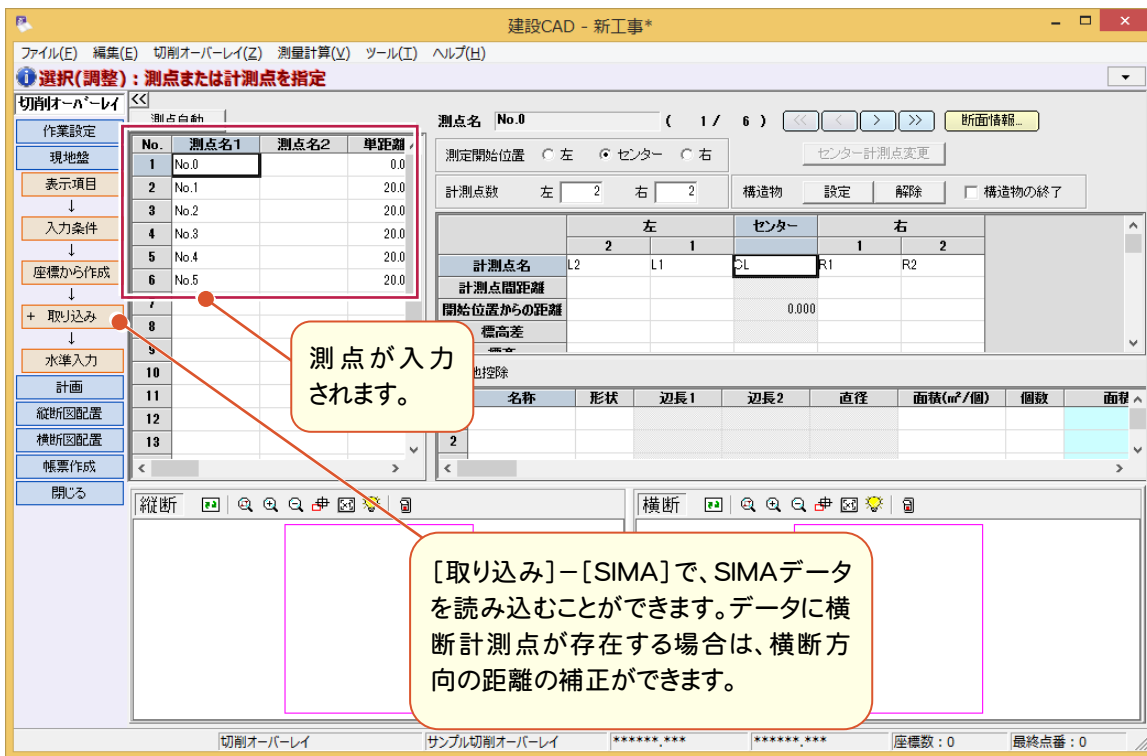 建設CAD - 新工事*
ファイル(F) 編集(E) 切削オーバーレイ(Z) 測量計算(V) ツール(T) ヘルプ(H)
選択(調整)：測点または計測点を指定
切削オーバーレイ
作業設定
現地盤
表示項目
↓
入力条件
↓
座標から作成
↓
+ 取り込み
↓
水準入力
計画
縦断図配置
横断図配置
帳票作成
閉じる
<<
測点自動
No. 測点名1 測点名2 単距離
1 No.0 0.0
2 No.1 20.0
3 No.2 20.0
4 No.3 20.0
5 No.4 20.0
6 No.5 20.0
7
8
9
10
11
12
13
測点名 No.0 ( 1 / 6 ) << < > >> 断面情報...
測定開始位置 左 センター 右 センター計測点変更
計測点数 左 2 右 2 構造物 設定 解除 構造物の終了
左 センター 右
2 1 1 2
計測点名 L2 L1 CL R1 R2
計測点間距離
開始位置からの距離 0.000
標高差
標高
他控除
名称 形状 辺長1 辺長2 直径 面積(㎡/個) 個数 面積
2
測点が入力
されます。
縦断
横断
[取り込み]－[SIMA]で、SIMAデータ
を読み込むことができます。データに横
断計測点が存在する場合は、横断方
向の距離の補正ができます。
切削オーバーレイ サンプル切削オーバーレイ ******.*** ******.*** 座標数：0 最終点番：0